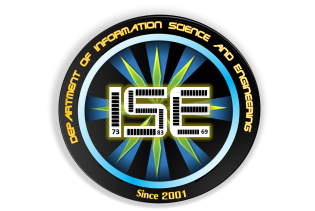 DEPARTMENT OF INFORMATION SCIENCE AND ENGINEERING
ISE
73 83 69
Since 2001